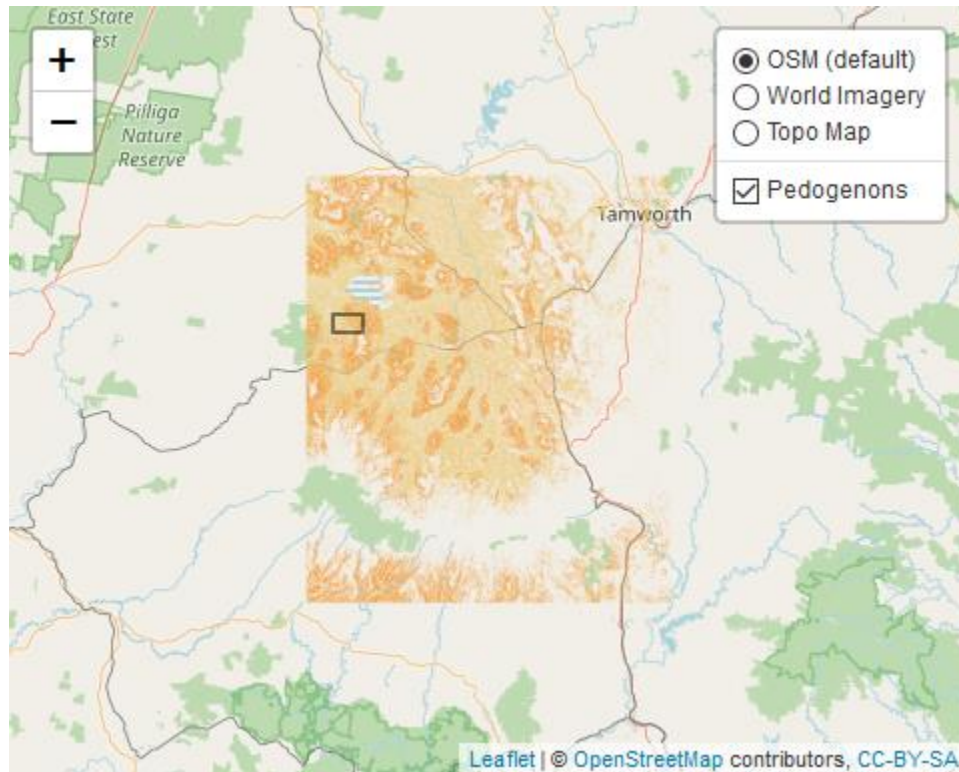 East State
est
+
−
Pilliga
Nature
Reserve
OSM (default)
World Imagery
Topo Map
Pedogenons
Tamworth
Leaflet | © OpenStreetMap contributors, CC-BY-SA